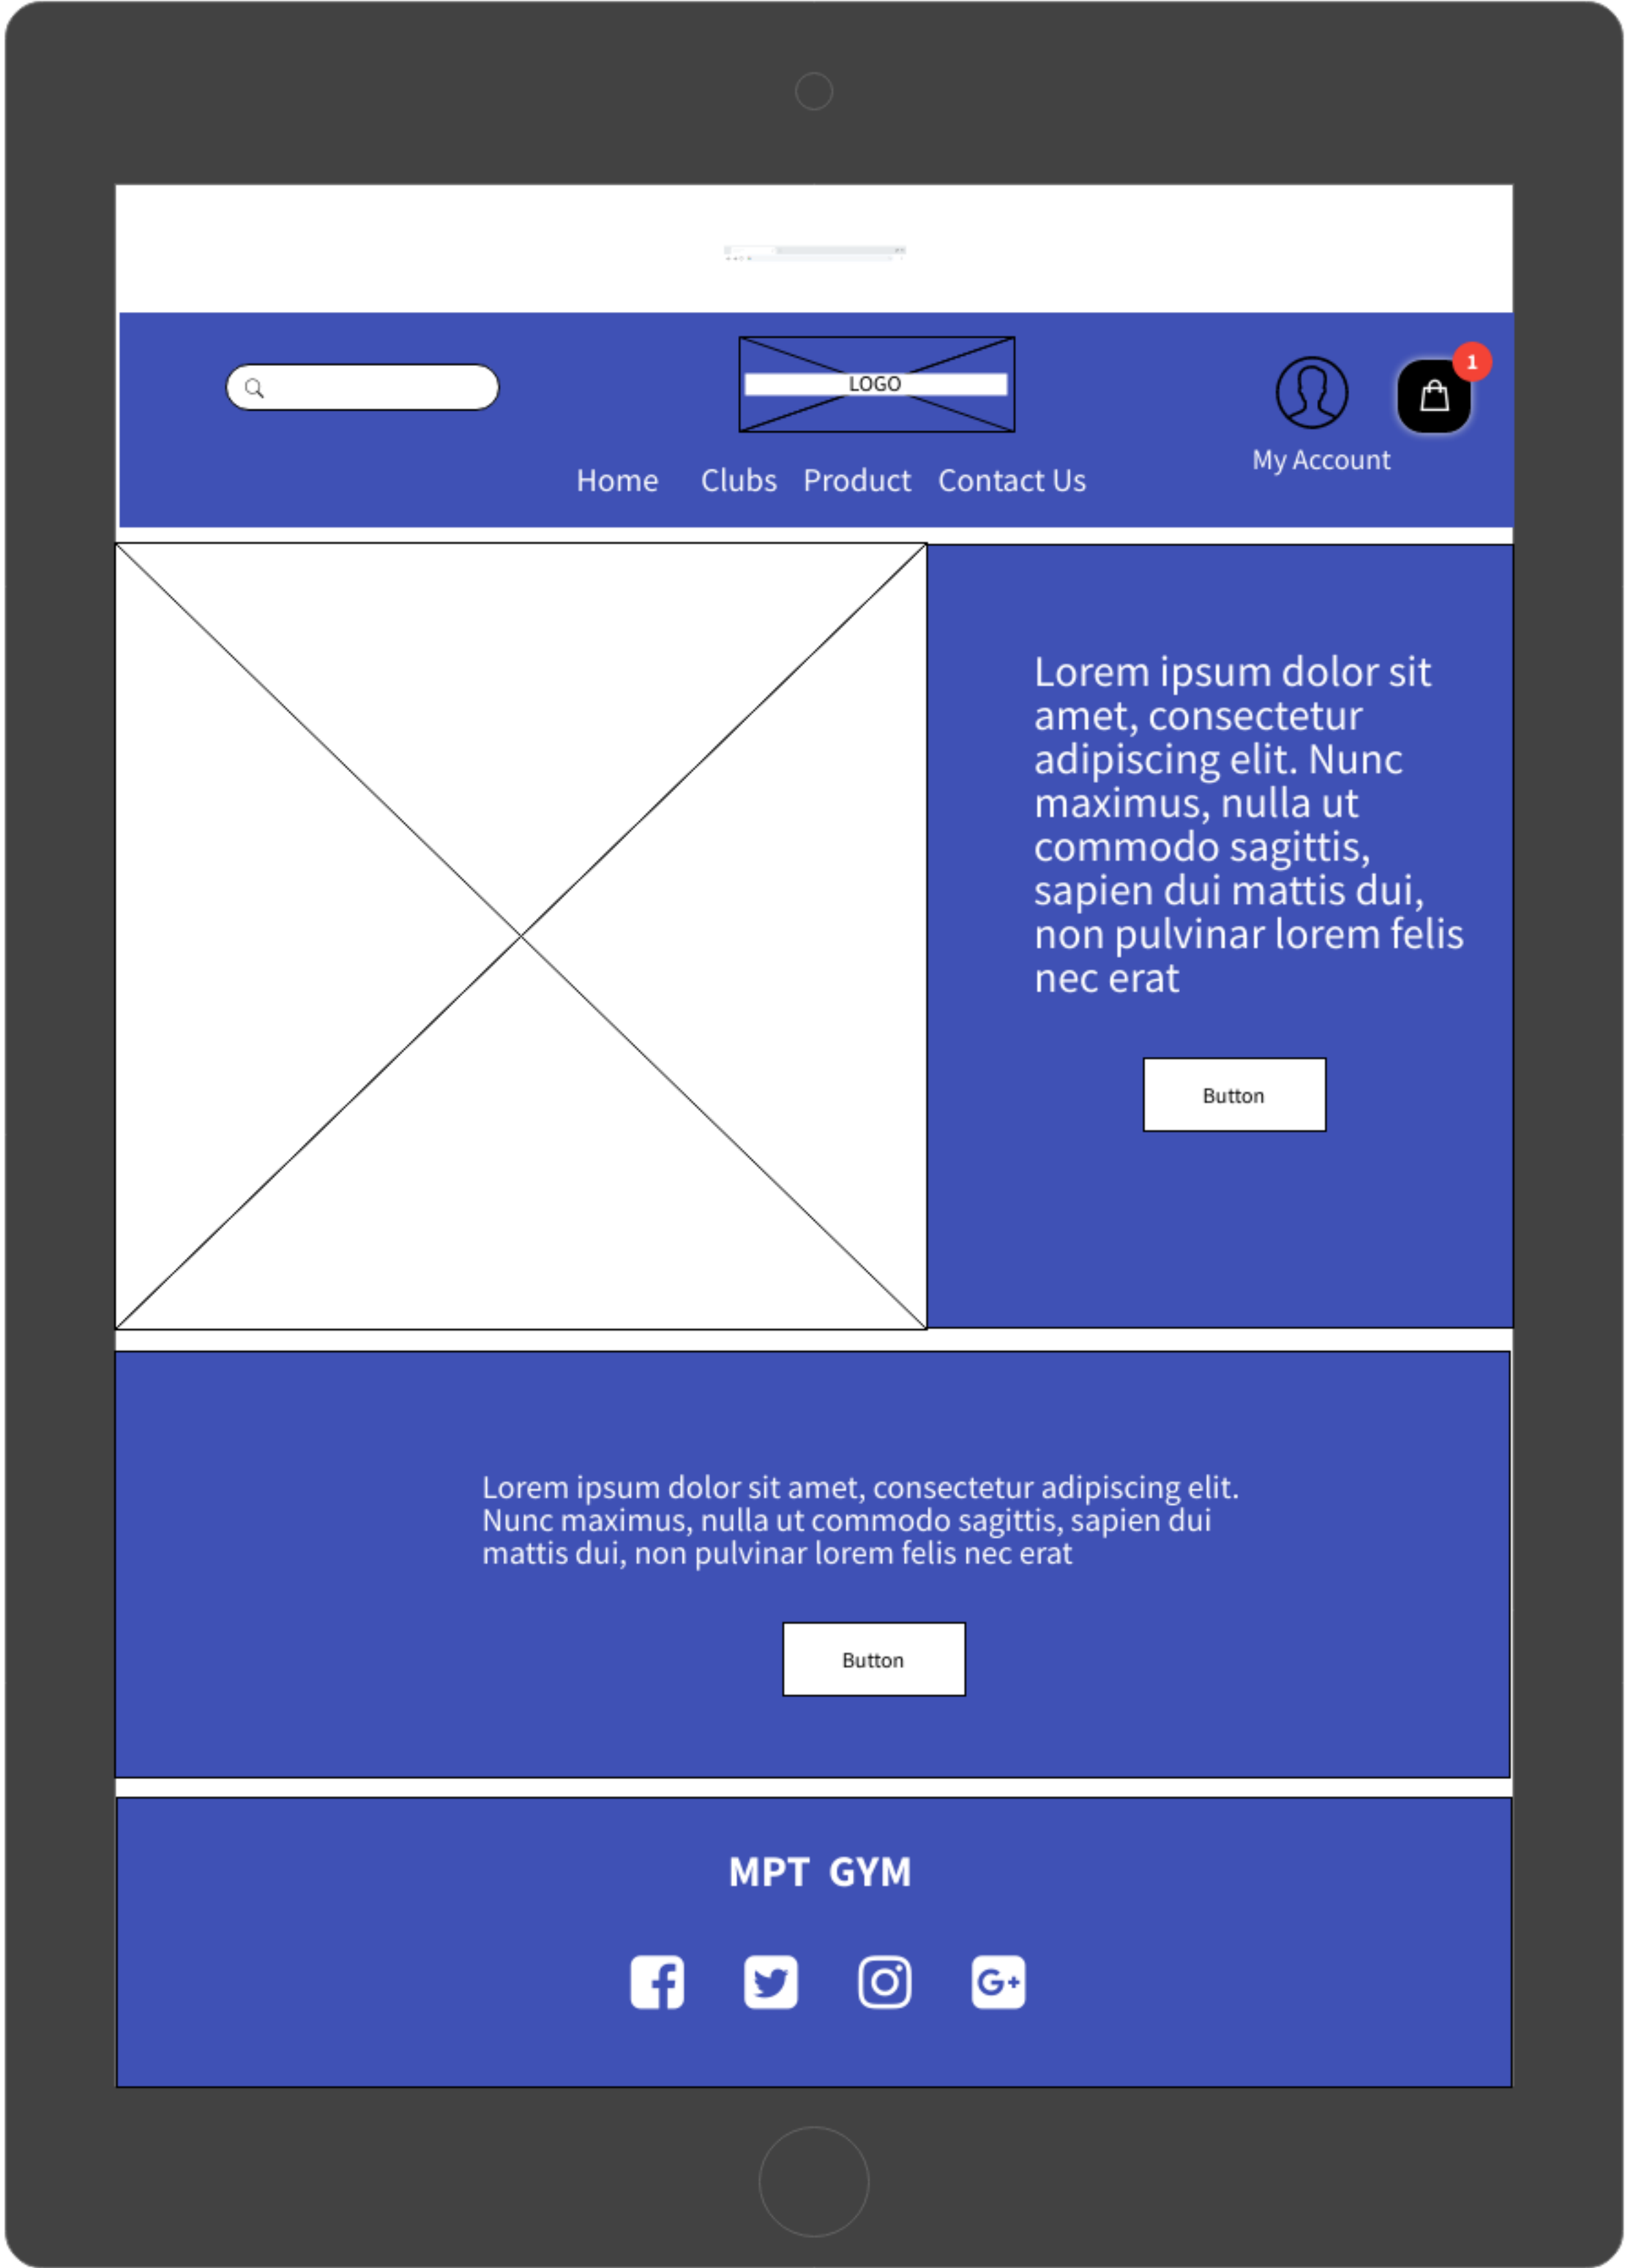 LOGO
1
My Account
Home Clubs Product Contact Us
Lorem ipsum dolor sit
amet, consectetur
adipiscing elit. Nunc
maximus, nulla ut
commodo sagittis,
sapien dui mattis dui,
non pulvinar lorem felis
nec erat
Button
Lorem ipsum dolor sit amet, consectetur adipiscing elit.
Nunc maximus, nulla ut commodo sagittis, sapien dui
mattis dui, non pulvinar lorem felis nec erat
Button
MPT GYM
G+